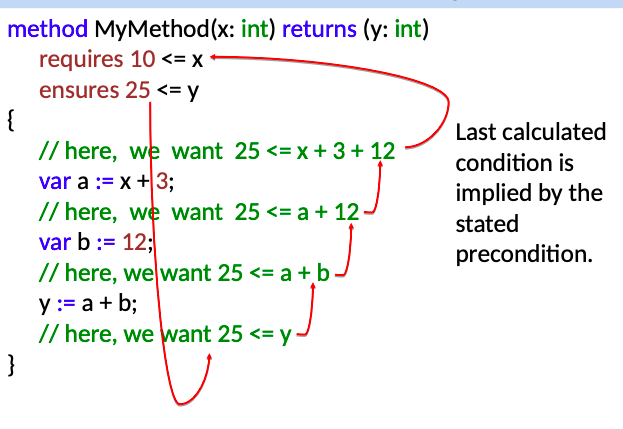 method MyMethod(x: int) returns (y: int)
requires 10 <= x
ensures 25 <= y
{
// here, we want 25 <= x + 3 + 12
var a := x + 3;
// here, we want 25 <= a + 12
var b := 12;
// here, we want 25 <= a + b
y := a + b;
// here, we want 25 <= y
}
Last calculated
condition is
implied by the
stated
precondition.